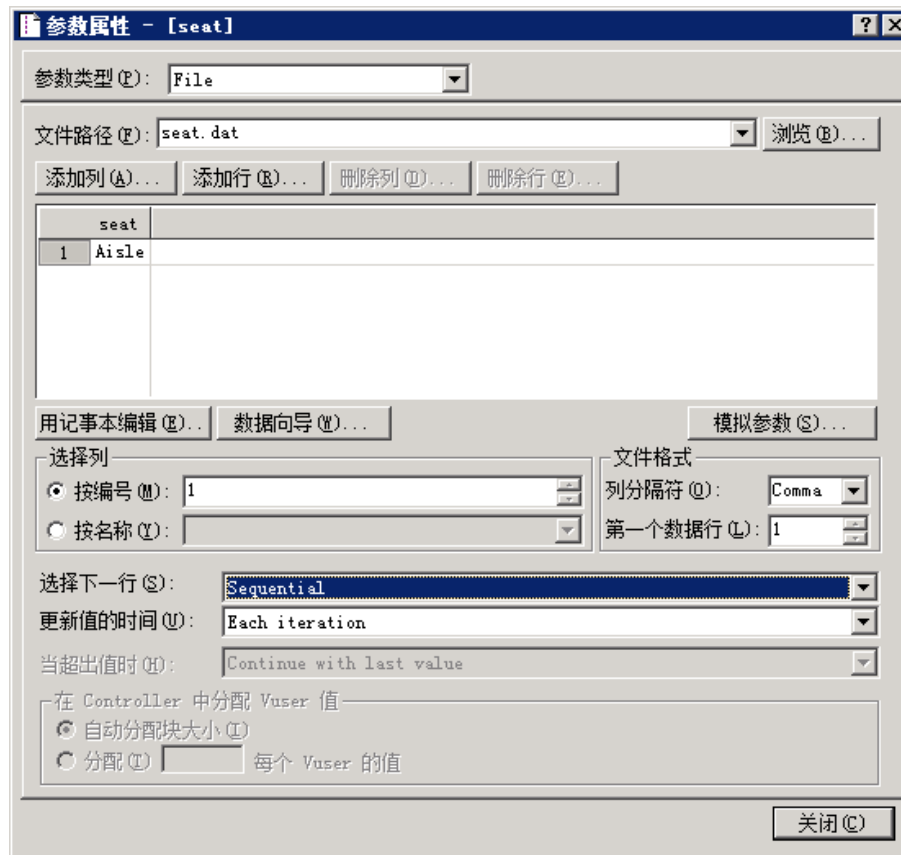 参数属性 - [seat]
参数类型(P): File
文件路径(F): seat.dat 浏览(B)...
添加列(A)... 添加行(R)... 删除列(D)... 删除行(E)...
seat
1 Aisle
用记事本编辑(E).. 数据向导(W)... 模拟参数(S)...
选择列 文件格式
按编号(M): 1 列分隔符(O): Comma
按名称(Y): 第一个数据行(L): 1
选择下一行(S): Sequential
更新值的时间(U): Each iteration
当超出值时(H): Continue with last value
在 Controller 中分配 Vuser 值
自动分配块大小(I)
分配(T) 每个 Vuser 的值
关闭(C)